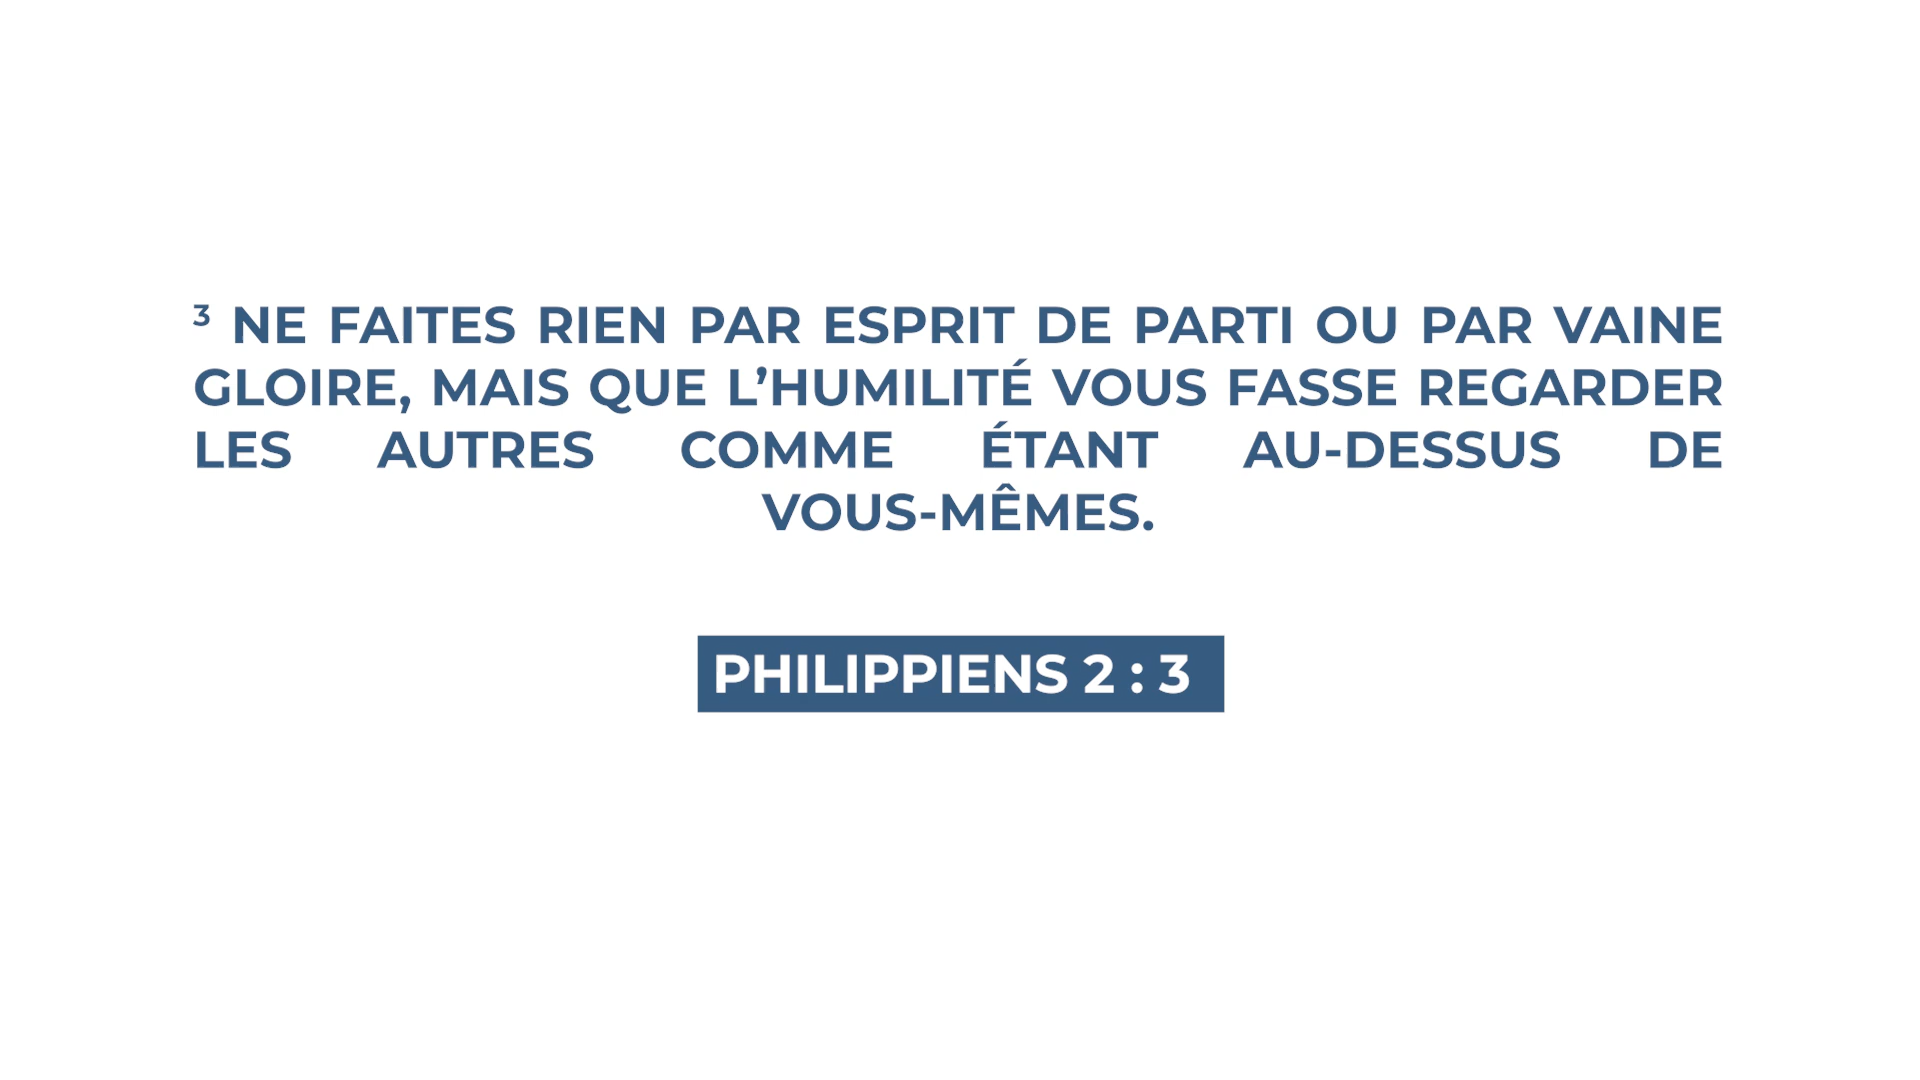 ³ NE FAITES RIEN PAR ESPRIT DE PARTI OU PAR VAINE
GLOIRE, MAIS QUE L’HUMILITÉ VOUS FASSE REGARDER
LES AUTRES COMME ÉTANT AU-DESSUS DE
VOUS-MÊMES.
PHILIPPIENS 2 : 3